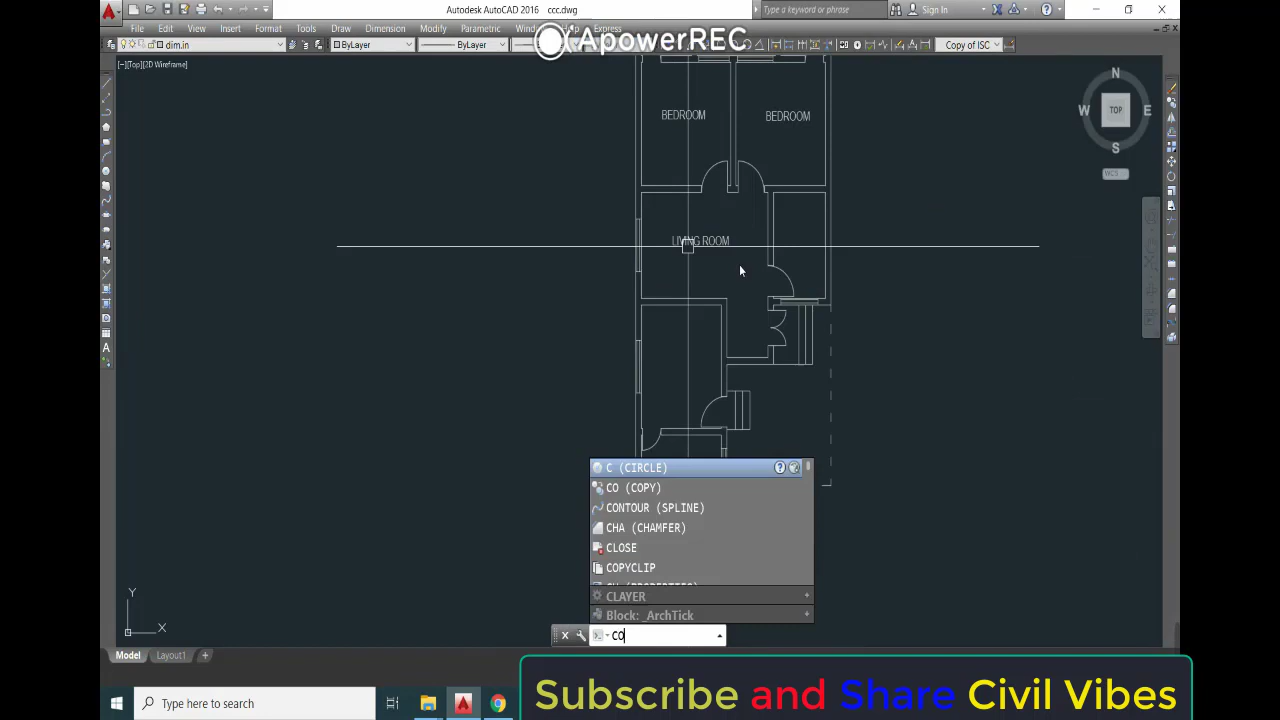 Autodesk AutoCAD 2016 ccc.dwg
Type a keyword or phrase
Sign In
File Edit View Insert Format Tools Draw Dimension Modify Parametric Express
ApowerREC
dim.in
ByLayer
ByLayer
Copy of ISC
[−][Top][2D Wireframe]
N
W TOP E
S
WCS
BEDROOM
BEDROOM
LIVING ROOM
C (CIRCLE)
CO (COPY)
CONTOUR (SPLINE)
CHA (CHAMFER)
CLOSE
COPYCLIP
CLAYER
Block: _ArchTick
CO
Y
X
Model Layout1 +
Type here to search
Subscribe and Share Civil Vibes